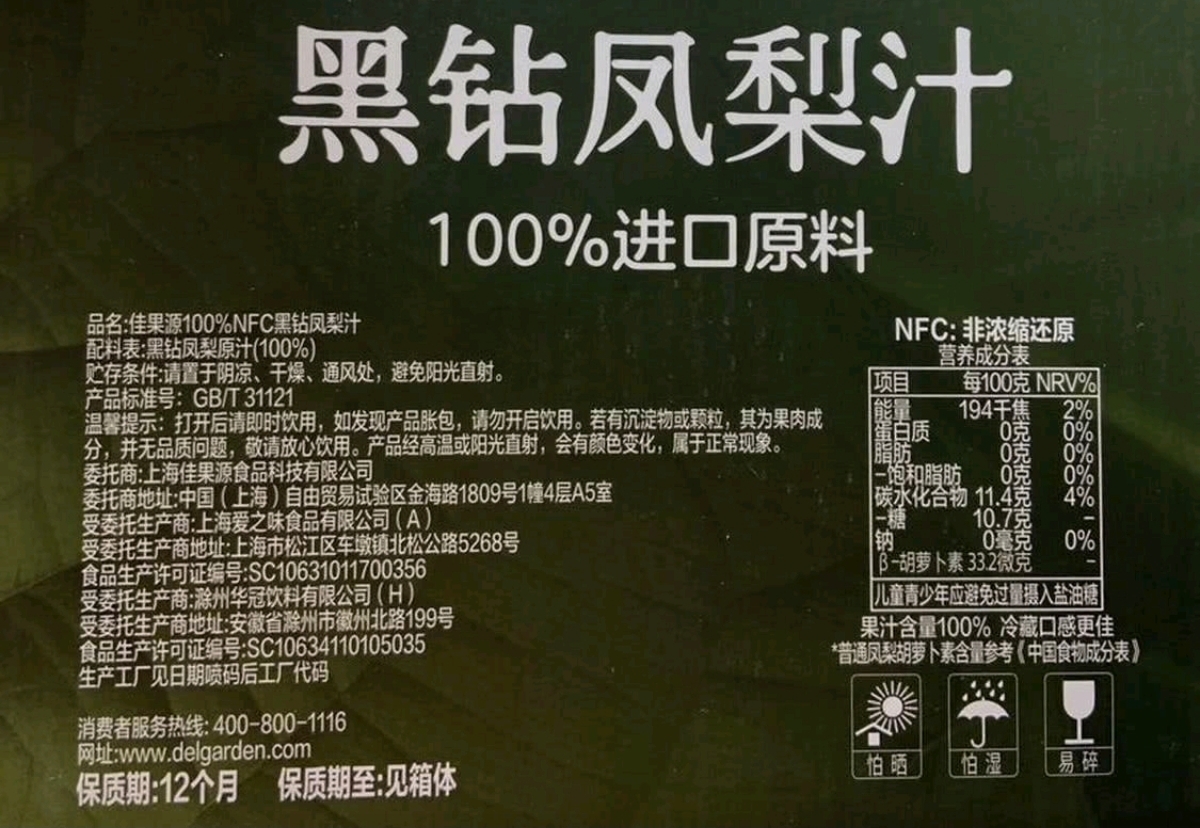 黑钻凤梨汁
100%进口原料
品名:佳果源100%NFC黑钻凤梨汁
配料表:黑钻凤梨原汁(100%)
贮存条件:请置于阴凉、干燥、通风处，避免阳光直射。
产品标准号：GB/T 31121
温馨提示：打开后请即时饮用，如发现产品胀包，请勿开启饮用。若有沉淀物或颗粒，其为果肉成
分，并无品质问题，敬请放心饮用。产品经高温或阳光直射，会有颜色变化，属于正常现象。
委托商:上海佳果源食品科技有限公司
委托商地址:中国（上海）自由贸易试验区金海路1809号1幢4层A5室
受委托生产商:上海爱之味食品有限公司（A）
受委托生产商地址:上海市松江区车墩镇北松公路5268号
食品生产许可证编号:SC10631011700356
受委托生产商:滁州华冠饮料有限公司（H）
受委托生产商地址:安徽省滁州市徽州北路199号
食品生产许可证编号:SC10634110105035
生产工厂见日期喷码后工厂代码
消费者服务热线: 400-800-1116
网址:www.delgarden.com
保质期:12个月 保质期至:见箱体
NFC: 非浓缩还原
营养成分表
项目 每100克 NRV%
能量 194千焦 2%
蛋白质 0克 0%
脂肪 0克 0%
-饱和脂肪 0克 0%
碳水化合物 11.4克 4%
-糖 10.7克 -
钠 0毫克 0%
β-胡萝卜素 33.2微克 -
儿童青少年应避免过量摄入盐油糖
果汁含量100% 冷藏口感更佳
*普通凤梨胡萝卜素含量参考《中国食物成分表》
怕晒 怕湿 易碎